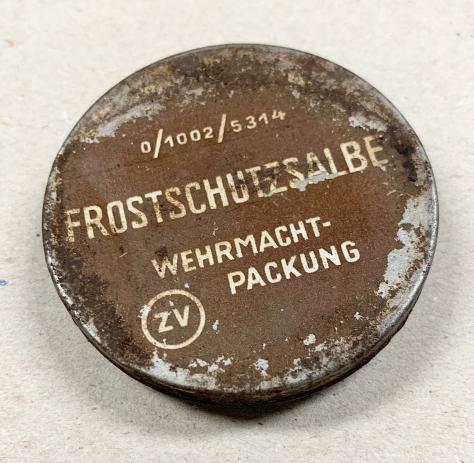 0/1002/5314
FROSTSCHUTZSALBE
WEHRMACHT-
PACKUNG
ZV